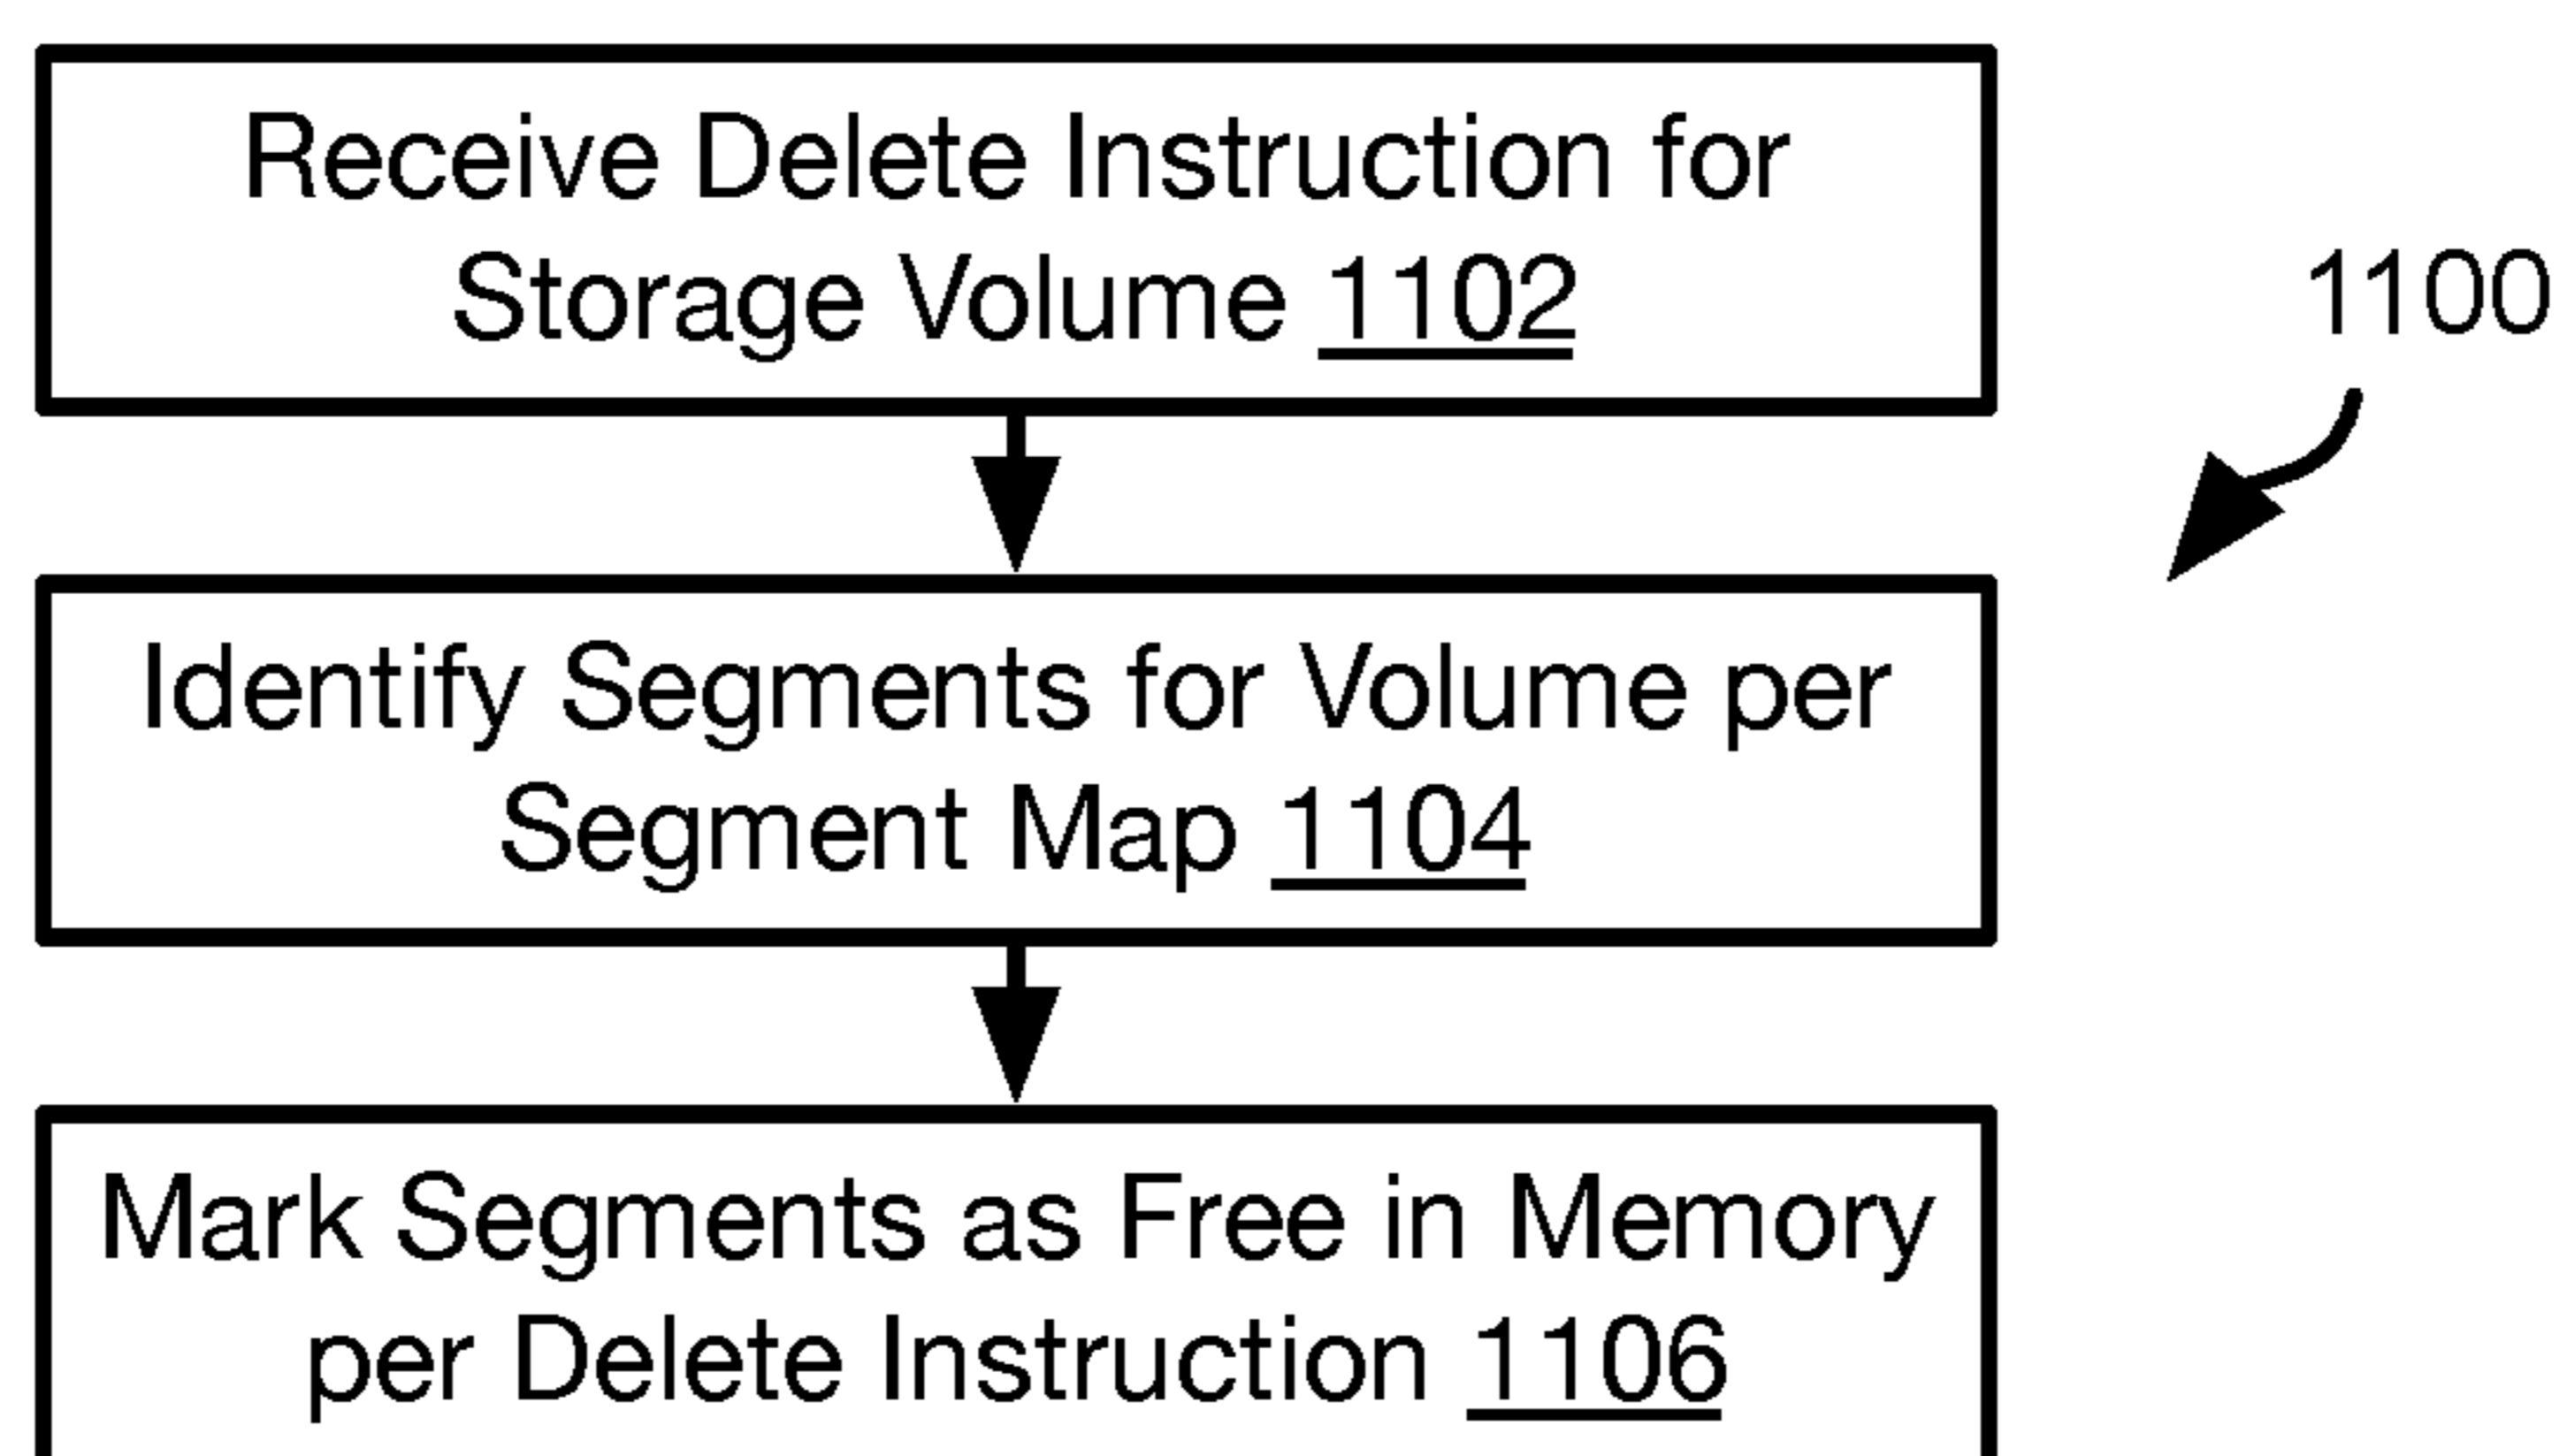 Receive Delete Instruction for
Storage Volume 1102
1100
Identify Segments for Volume per
Segment Map 1104
Mark Segments as Free in Memory
per Delete Instruction 1106